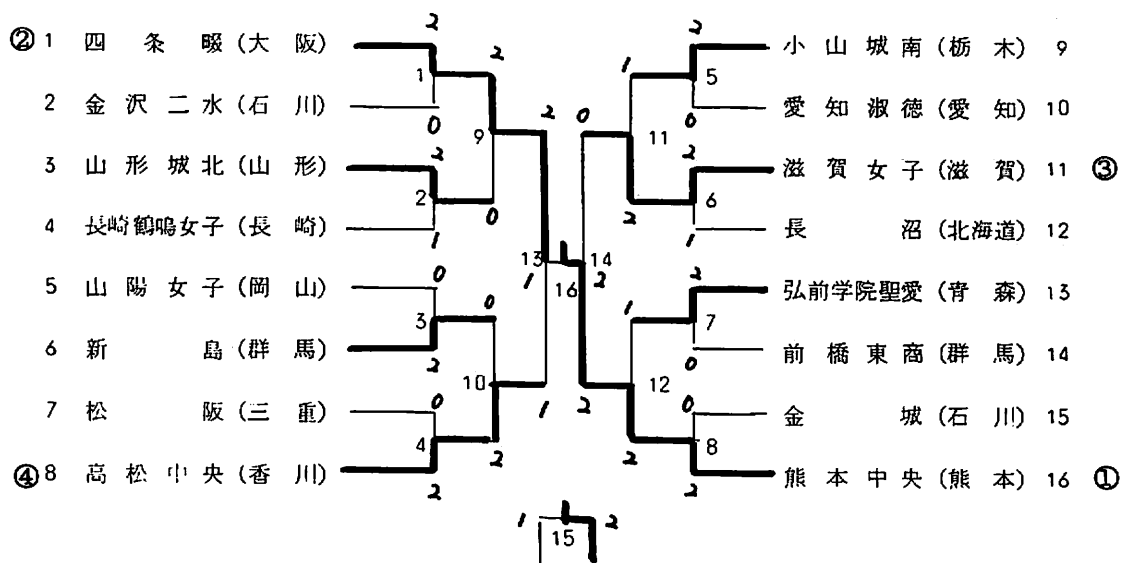 2 2
② 1 四条畷(大阪) 小山城南(栃木) 9
2 1
1 5
2 金沢二水(石川) 愛知淑徳(愛知) 10
0 2 0 0
9 11
2 2
3 山形城北(山形) 滋賀女子(滋賀) 11 ③
2 6
0 2
4 長崎鶴鳴女子(長崎) 長沼(北海道) 12
1 1
13 14
0 1 16 2 2
5 山陽女子(岡山) 弘前学院聖愛(青森) 13
0 1
3 7
6 新島(群馬) 前橋東商(群馬) 14
2 0
10 12
0 1 2 0
7 松阪(三重) 金城(石川) 15
4 8
2 2
④ 8 高松中央(香川) 熊本中央(熊本) 16 ①
2 2
1 2
15